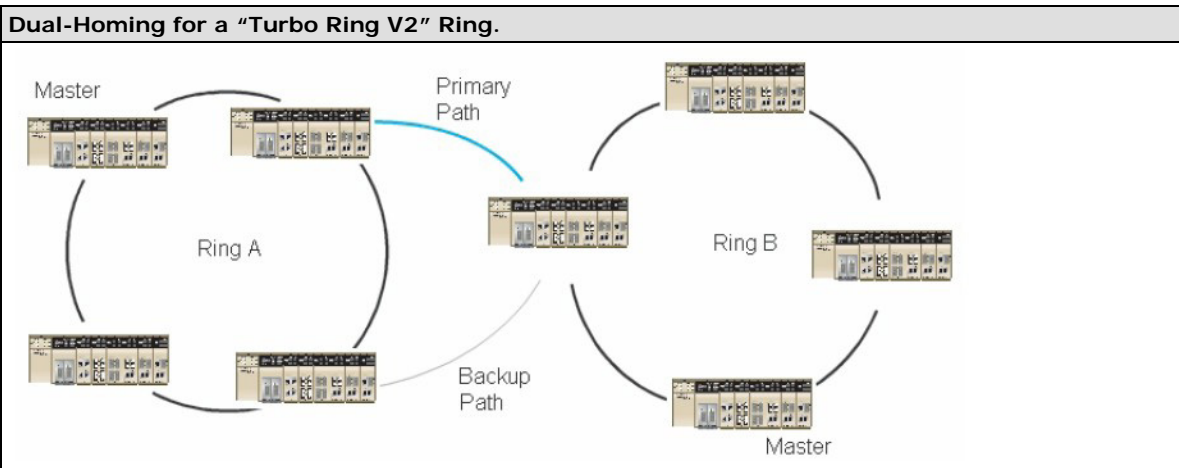 Dual-Homing for a “Turbo Ring V2” Ring.
Master
Primary
Path
Ring A
Ring B
Backup
Path
Master